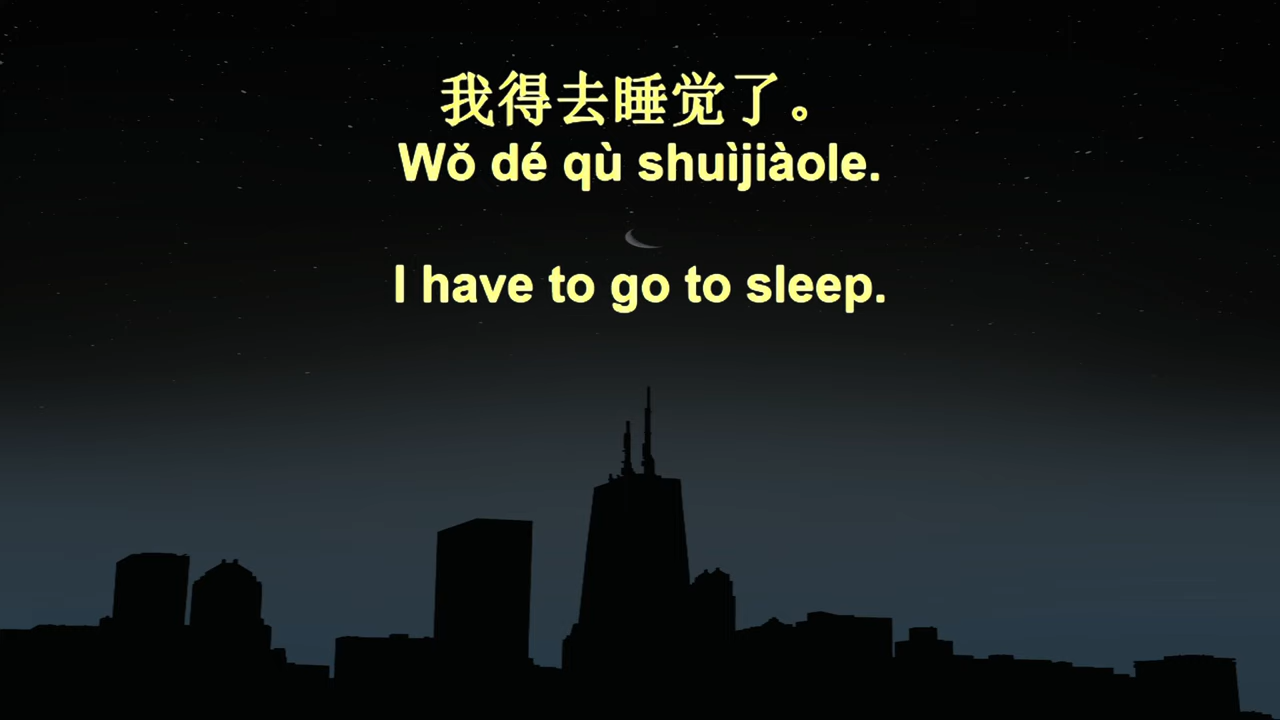 我得去睡觉了。
Wǒ dé qù shuìjiàole.
I have to go to sleep.